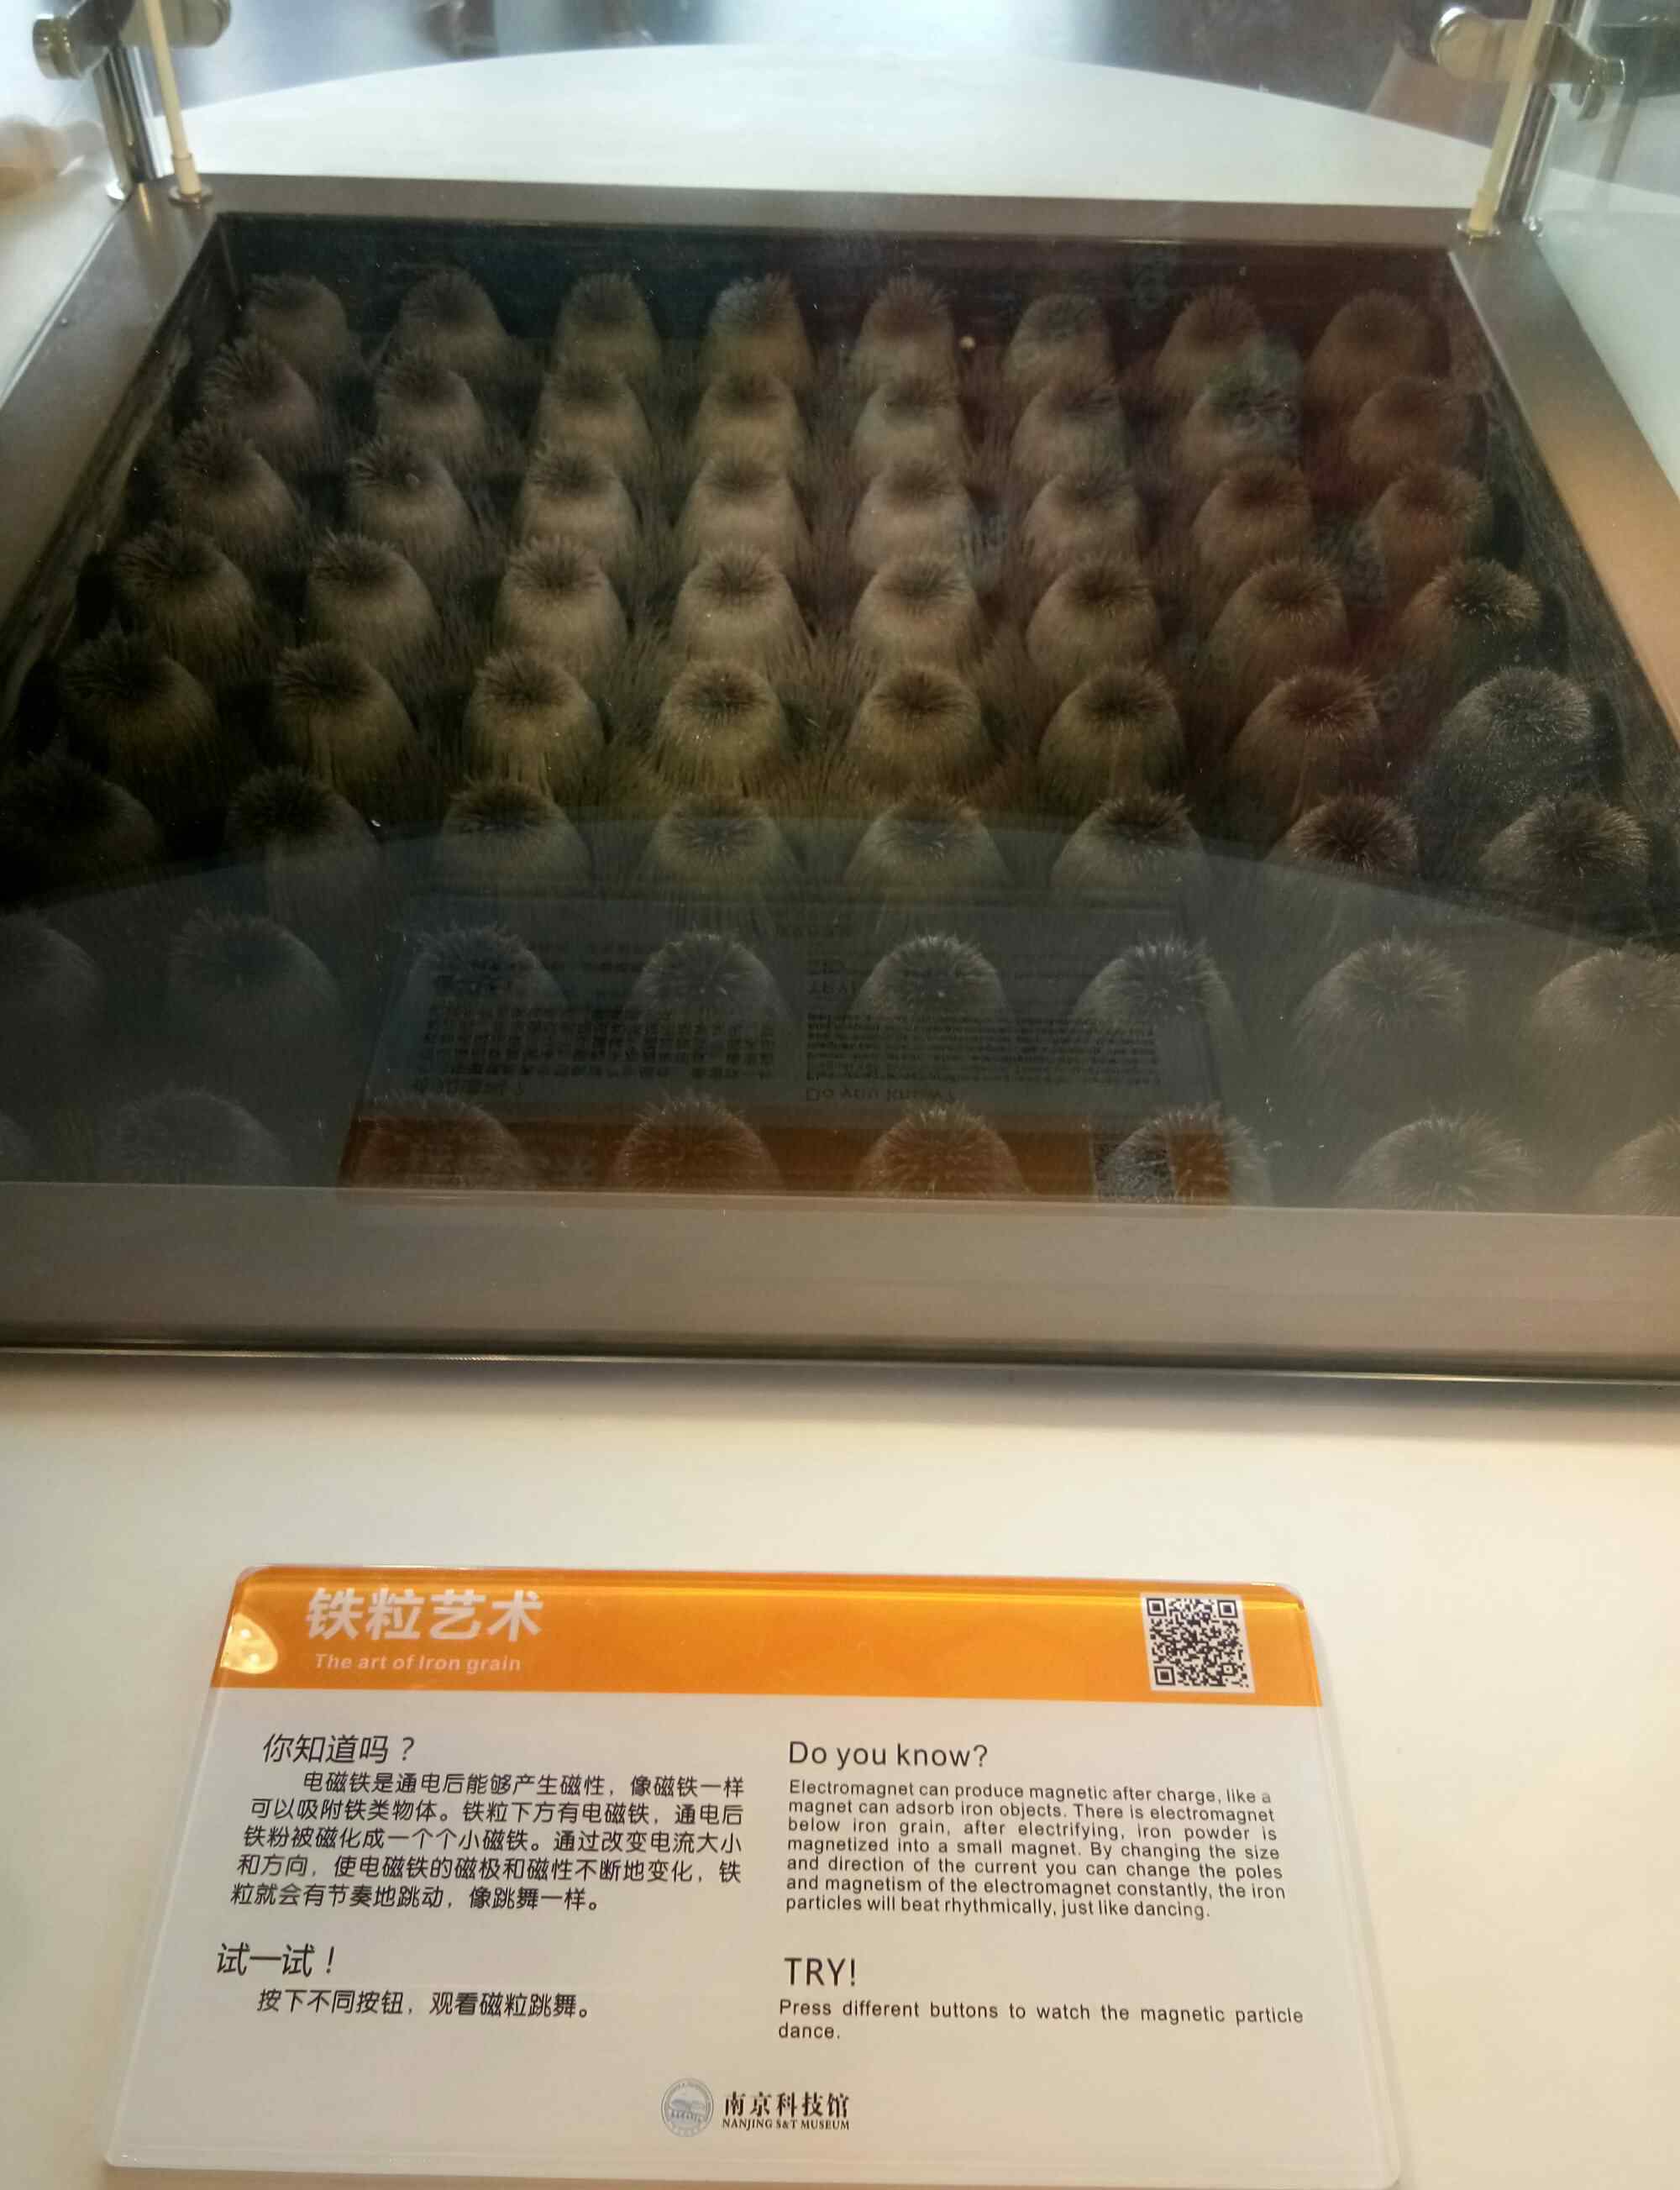 铁粒艺术
The art of Iron grain
你知道吗？
电磁铁是通电后能够产生磁性，像磁铁一样
可以吸附铁类物体。铁粒下方有电磁铁，通电后
铁粉被磁化成一个个小磁铁。通过改变电流大小
和方向，使电磁铁的磁极和磁性不断地变化，铁
粒就会有节奏地跳动，像跳舞一样。
试一试！
按下不同按钮，观看磁粒跳舞。
Do you know?
Electromagnet can produce magnetic after charge, like a
magnet can adsorb iron objects. There is electromagnet
below iron grain, after electrifying, iron powder is
magnetized into a small magnet. By changing the size
and direction of the current you can change the poles
and magnetism of the electromagnet constantly, the iron
particles will beat rhythmically, just like dancing.
TRY!
Press different buttons to watch the magnetic particle
dance.
南京科技馆
NANJING S&T MUSEUM